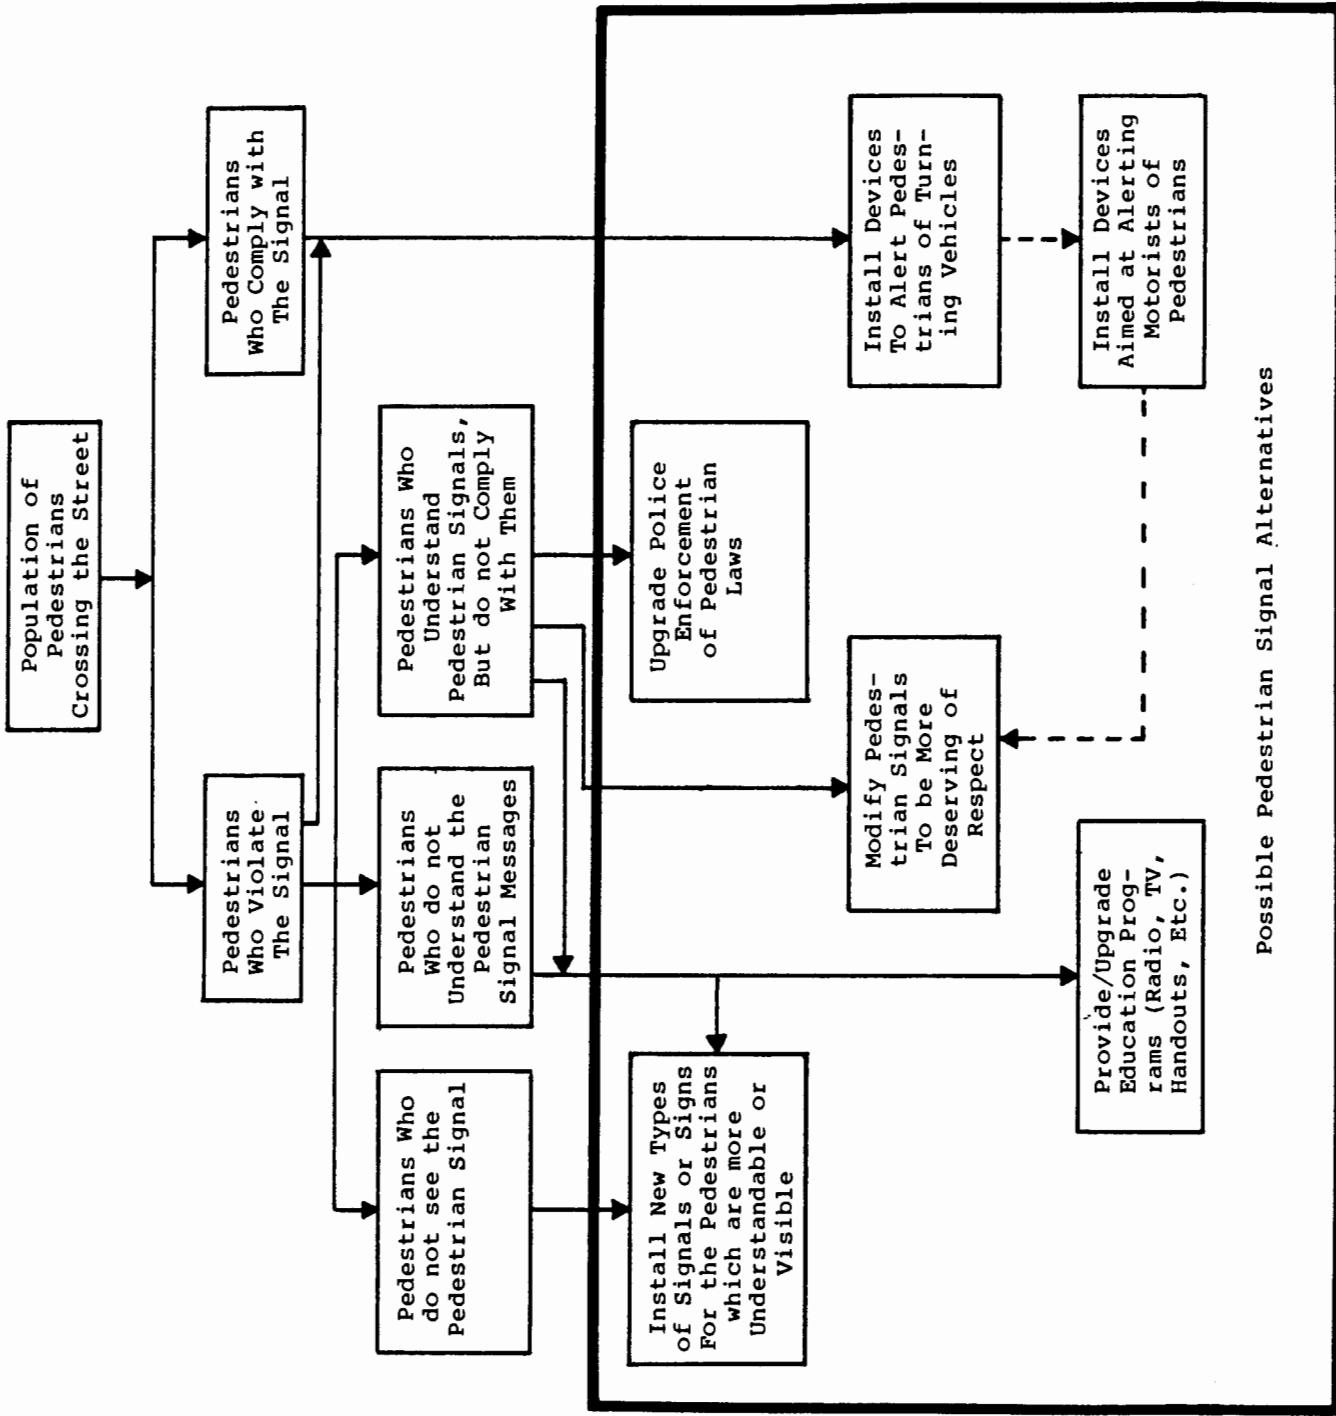 Population of
Pedestrians
Crossing the Street
Pedestrians
Who Violate
The Signal
Pedestrians
Who Comply with
The Signal
Pedestrians Who
do not see the
Pedestrian Signal
Pedestrians
Who do not
Understand the
Pedestrian
Signal Messages
Pedestrians Who
Understand
Pedestrian Signals,
But do not Comply
With Them
Install New Types
of Signals or Signs
For the Pedestrians
which are more
Understandable or
Visible
Upgrade Police
Enforcement
of Pedestrian
Laws
Modify Pedes-
trian Signals
To be More
Deserving of
Respect
Install Devices
To Alert Pedes-
trians of Turn-
ing Vehicles
Provide/Upgrade
Education Prog-
rams (Radio, TV,
Handouts, Etc.)
Install Devices
Aimed at Alerting
Motorists of
Pedestrians
Possible Pedestrian Signal Alternatives